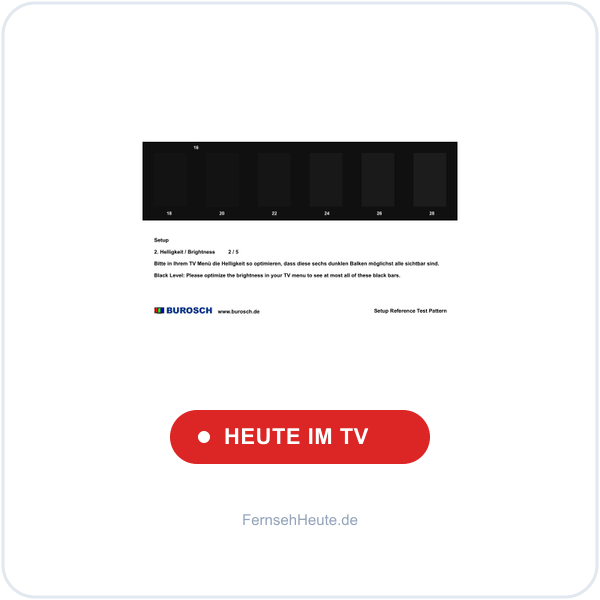 16
18 20 22 24 26 28
Setup
2. Helligkeit / Brightness 2 / 5
Bitte in Ihrem TV Menü die Helligkeit so optimieren, dass diese sechs dunklen Balken möglichst alle sichtbar sind.
Black Level: Please optimize the brightness in your TV menu to see at most all of these black bars.
BUROSCH www.burosch.de Setup Reference Test Pattern
HEUTE IM TV
FernsehHeute.de